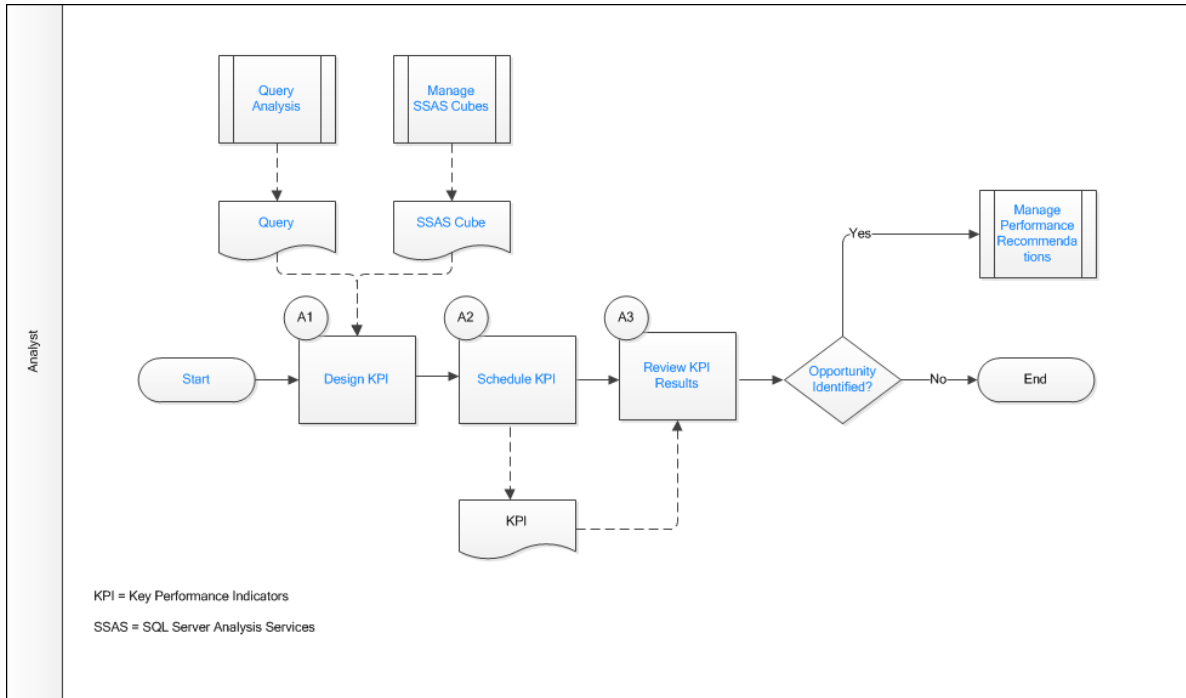 Analyst
Query
Analysis
Manage
SSAS Cubes
Query
SSAS Cube
Manage
Performance
Recommenda
tions
Yes
A1
A2
A3
Start
Design KPI
Schedule KPI
Review KPI
Results
Opportunity
Identified?
No
End
KPI
KPI = Key Performance Indicators
SSAS = SQL Server Analysis Services